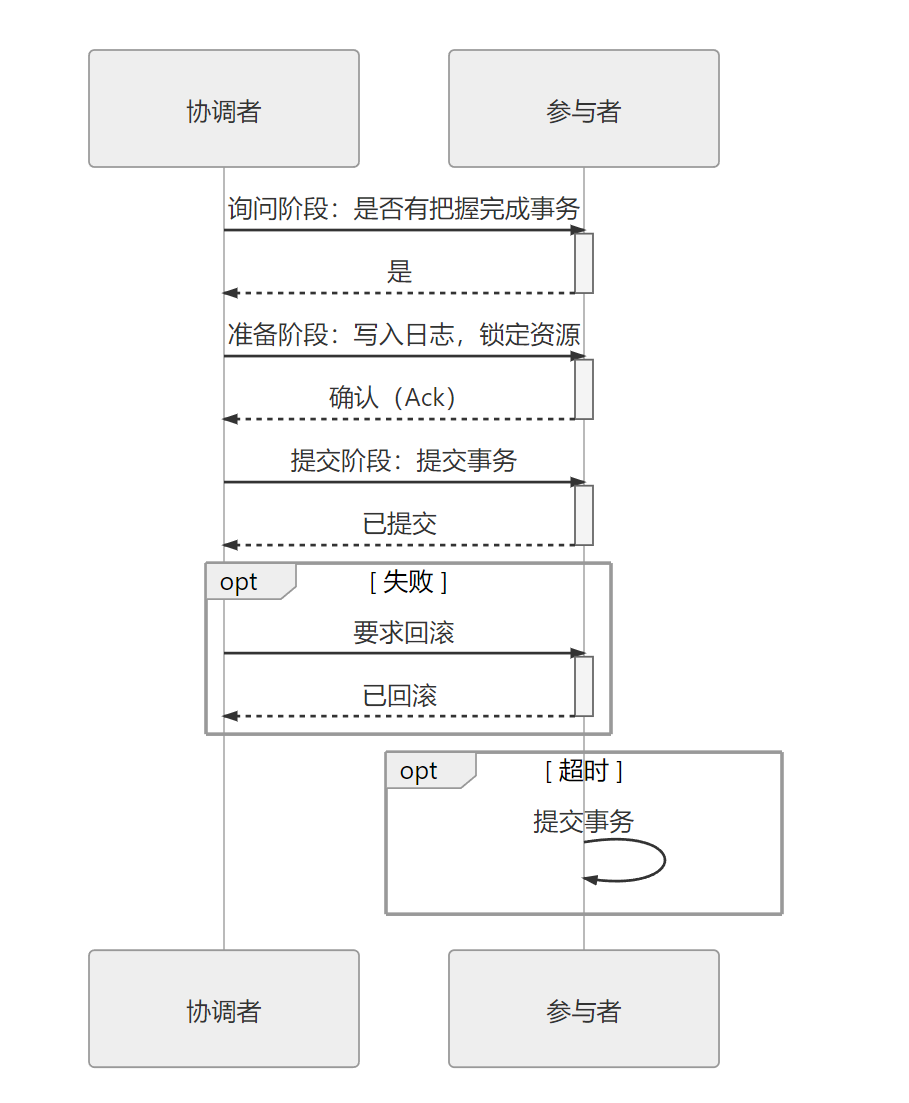 协调者
参与者
询问阶段：是否有把握完成事务
是
准备阶段：写入日志，锁定资源
确认（Ack）
提交阶段：提交事务
已提交
opt
[ 失败 ]
要求回滚
已回滚
opt
[ 超时 ]
提交事务
协调者
参与者